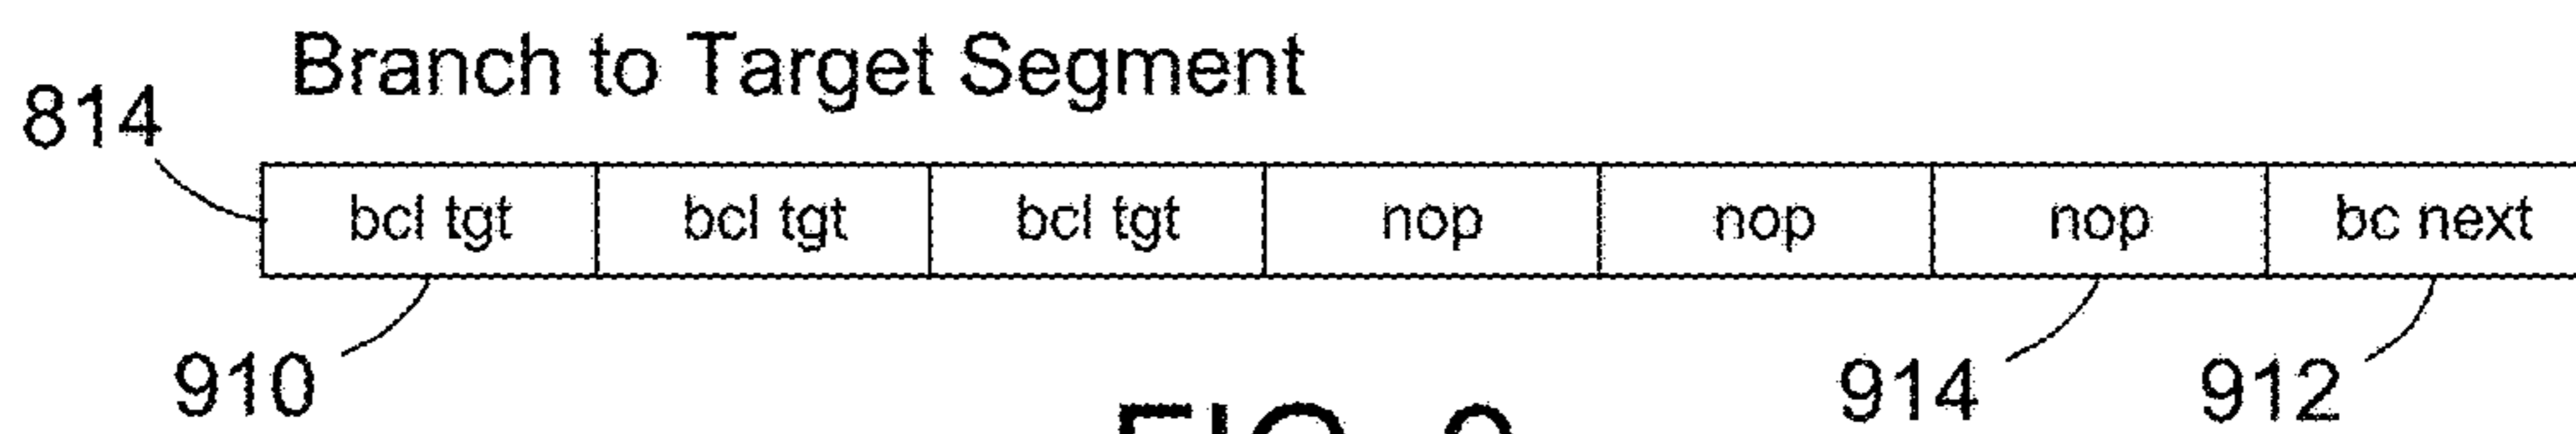 Branch to Target Segment
814
bcl tgt bcl tgt bcl tgt nop nop nop bc next
910 914 912